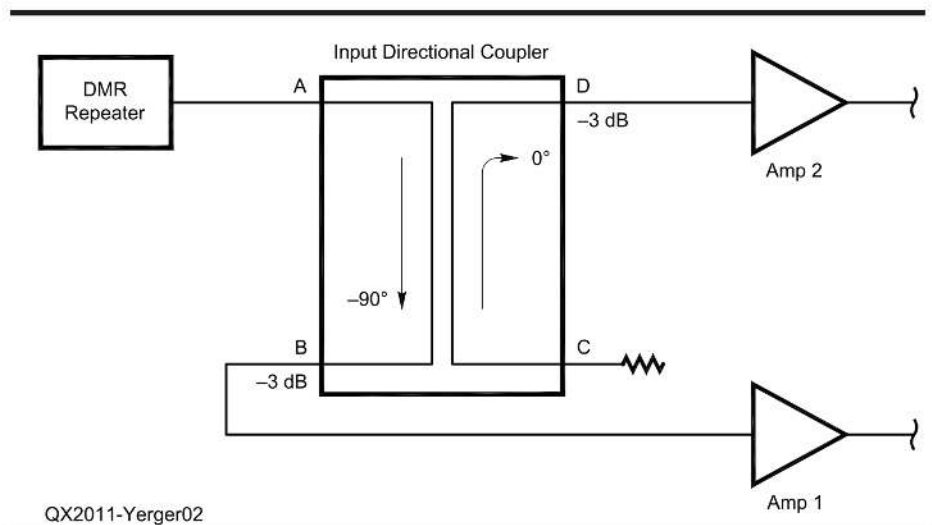 Input Directional Coupler
DMR
Repeater
A
D
–3 dB
0°
Amp 2
–90°
B
–3 dB
C
Amp 1
QX2011-Yerger02